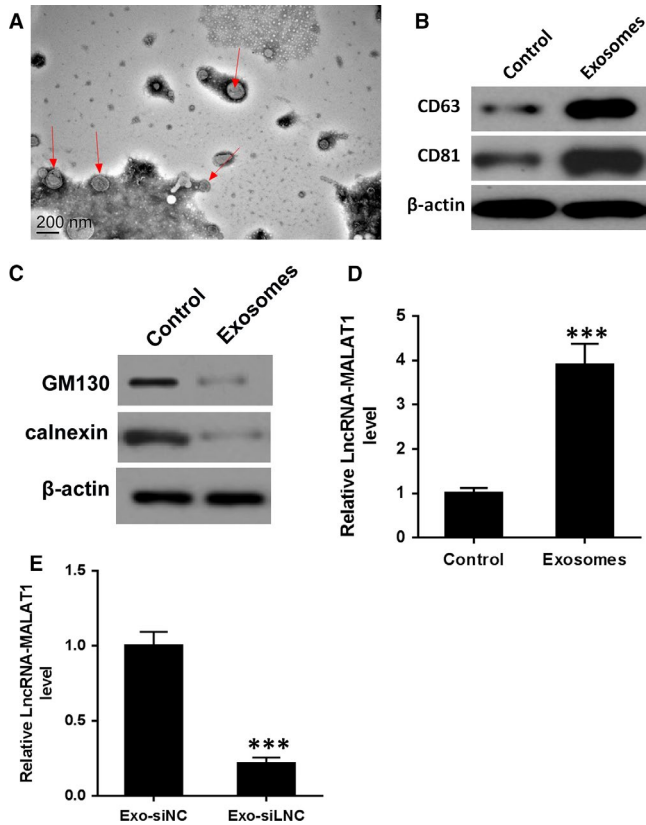 A
200 nm
B
Control
Exosomes
CD63
CD81
β-actin
C
Control
Exosomes
GM130
calnexin
β-actin
D
Relative LncRNA-MALAT1
level
5
4
3
2
1
0
***
Control
Exosomes
E
Relative LncRNA-MALAT1
level
1.5
1.0
0.5
0.0
***
Exo-siNC
Exo-siLNC